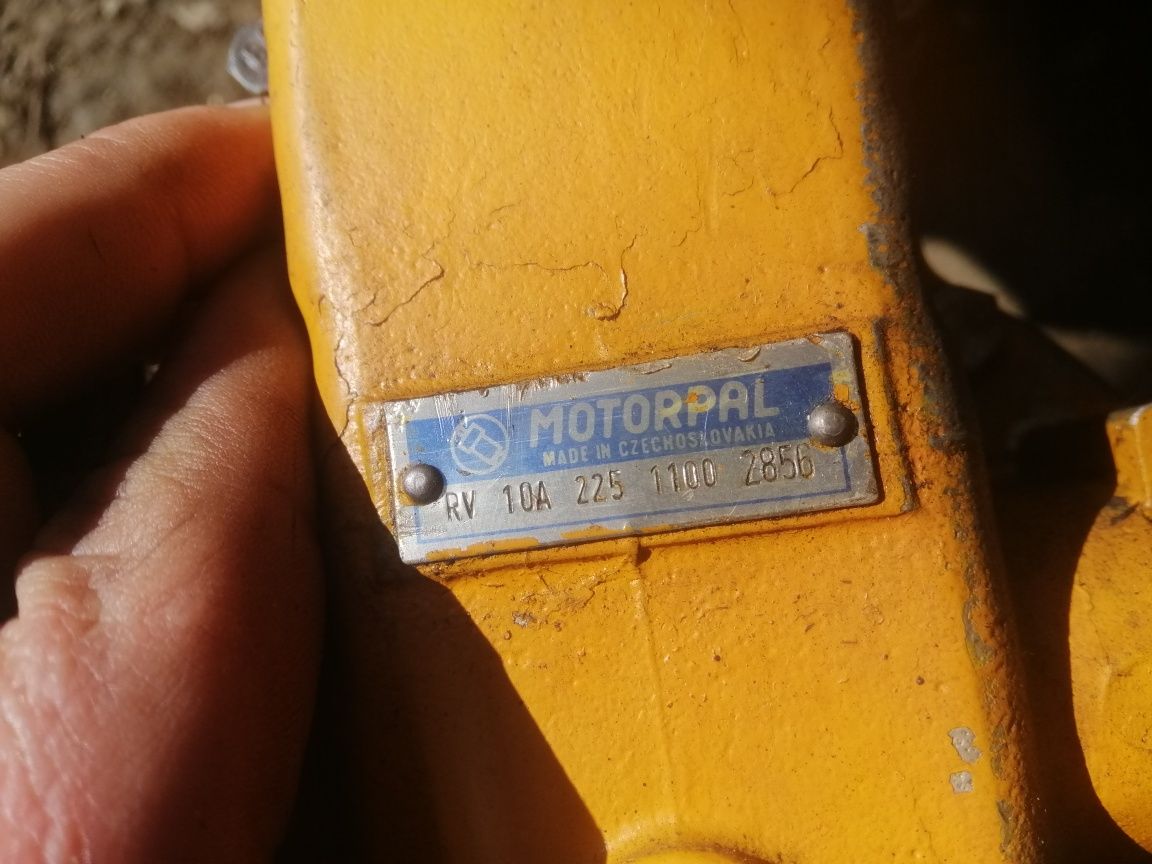 MOTORPAL
MADE IN CZECHOSLOVAKIA
RV 10A 225 1100 2856